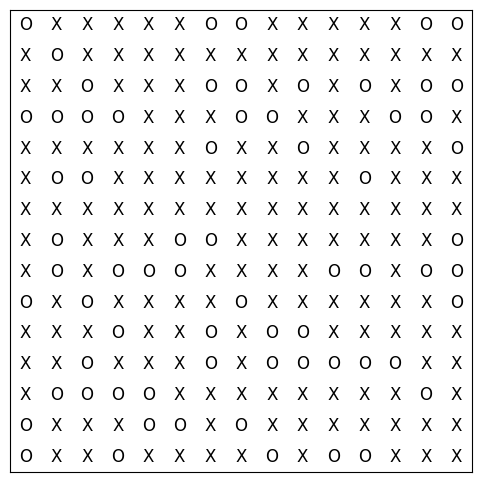 O X X X X X O O X X X X X O O
X O X X X X X X X X X X X X X
X X O X X X O O X O X O X O O
O O O O X X X O O X X X O O X
X X X X X X O X X O X X X X O
X O O X X X X X X X X O X X X
X X X X X X X X X X X X X X X
X O X X X O O X X X X X X X O
X O X O O O X X X X O O X O O
O X O X X X X O X X X X X X O
X X X O X X O X O O X X X X X
X X O X X X O X O O O O O X X
X O O O O X X X X X X X X O X
O X X X O O X O X X X X X X X
O X X O X X X X O X O O X X X